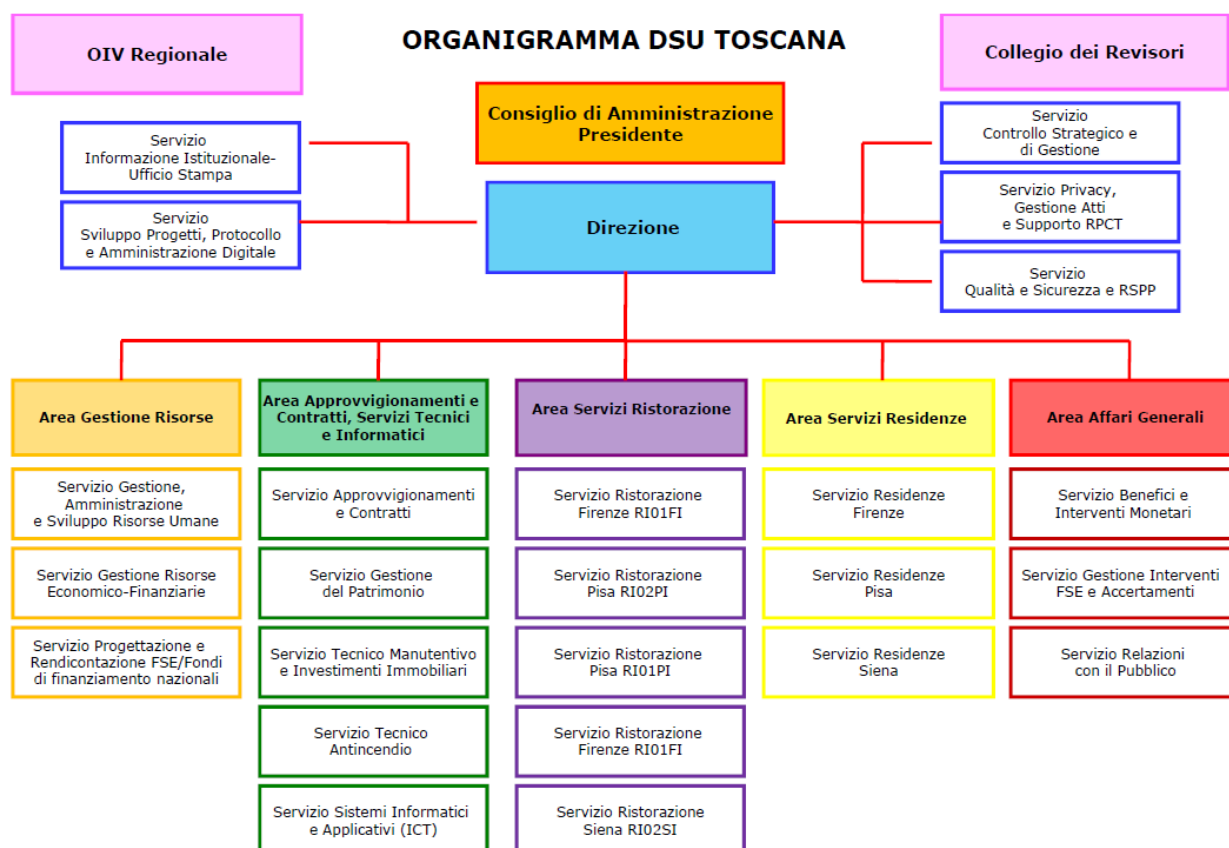 ORGANIGRAMMA DSU TOSCANA
OIV Regionale
Collegio dei Revisori
Consiglio di Amministrazione
Presidente
Servizio
Informazione Istituzionale-
Ufficio Stampa
Servizio
Sviluppo Progetti, Protocollo
e Amministrazione Digitale
Direzione
Servizio
Controllo Strategico e
di Gestione
Servizio Privacy,
Gestione Atti
e Supporto RPCT
Servizio
Qualità e Sicurezza e RSPP
Area Gestione Risorse
Servizio Gestione,
Amministrazione
e Sviluppo Risorse Umane
Servizio Gestione Risorse
Economico-Finanziarie
Servizio Progettazione e
Rendicontazione FSE/Fondi
di finanziamento nazionali
Area Approvvigionamenti e
Contratti, Servizi Tecnici
e Informatici
Servizio Approvvigionamenti
e Contratti
Servizio Gestione
del Patrimonio
Servizio Tecnico Manutentivo
e Investimenti Immobiliari
Servizio Tecnico
Antincendio
Servizio Sistemi Informatici
e Applicativi (ICT)
Area Servizi Ristorazione
Servizio Ristorazione
Firenze RI01FI
Servizio Ristorazione
Pisa RI02PI
Servizio Ristorazione
Pisa RI01PI
Servizio Ristorazione
Firenze RI01FI
Servizio Ristorazione
Siena RI02SI
Area Servizi Residenze
Servizio Residenze
Firenze
Servizio Residenze
Pisa
Servizio Residenze
Siena
Area Affari Generali
Servizio Benefici e
Interventi Monetari
Servizio Gestione Interventi
FSE e Accertamenti
Servizio Relazioni
con il Pubblico